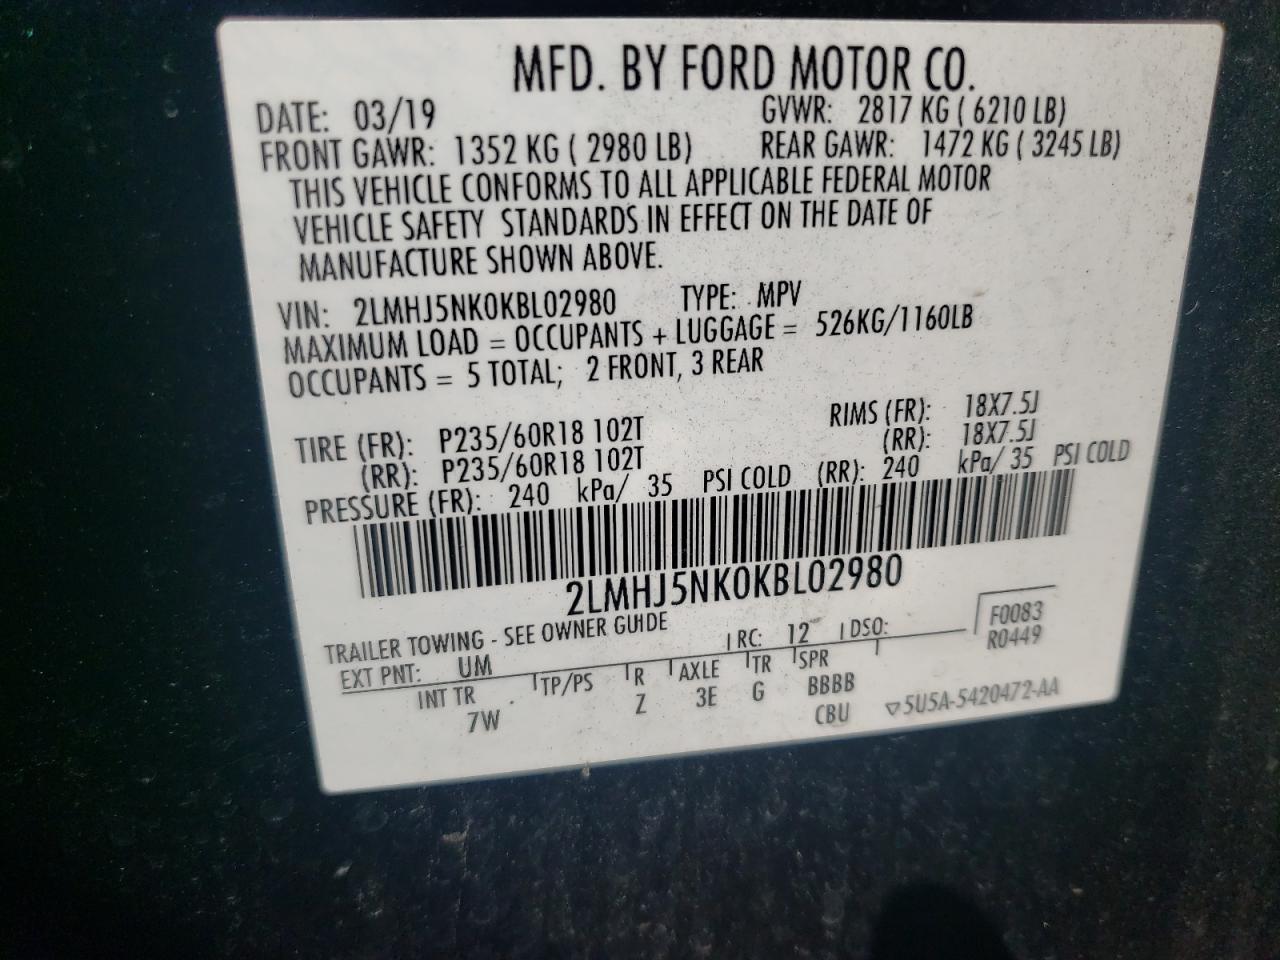 MFD. BY FORD MOTOR CO.
DATE: 03/19 GVWR: 2817 KG ( 6210 LB)
FRONT GAWR: 1352 KG ( 2980 LB) REAR GAWR: 1472 KG ( 3245 LB)
THIS VEHICLE CONFORMS TO ALL APPLICABLE FEDERAL MOTOR
VEHICLE SAFETY STANDARDS IN EFFECT ON THE DATE OF
MANUFACTURE SHOWN ABOVE.
VIN: 2LMHJ5NK0KBL02980 TYPE: MPV
MAXIMUM LOAD = OCCUPANTS + LUGGAGE = 526KG/1160LB
OCCUPANTS = 5 TOTAL; 2 FRONT, 3 REAR
TIRE (FR): P235/60R18 102T RIMS (FR): 18X7.5J
(RR): P235/60R18 102T (RR): 18X7.5J
PRESSURE (FR): 240 kPa/ 35 PSI COLD (RR): 240 kPa/ 35 PSI COLD
2LMHJ5NK0KBL02980
TRAILER TOWING - SEE OWNER GUIDE
F0083
EXT PNT: UM RC: 12 DSO: R0449
INT TR TP/PS R AXLE TR SPR
7W Z 3E G BBBB
CBU ▽5U5A-5420472-AA